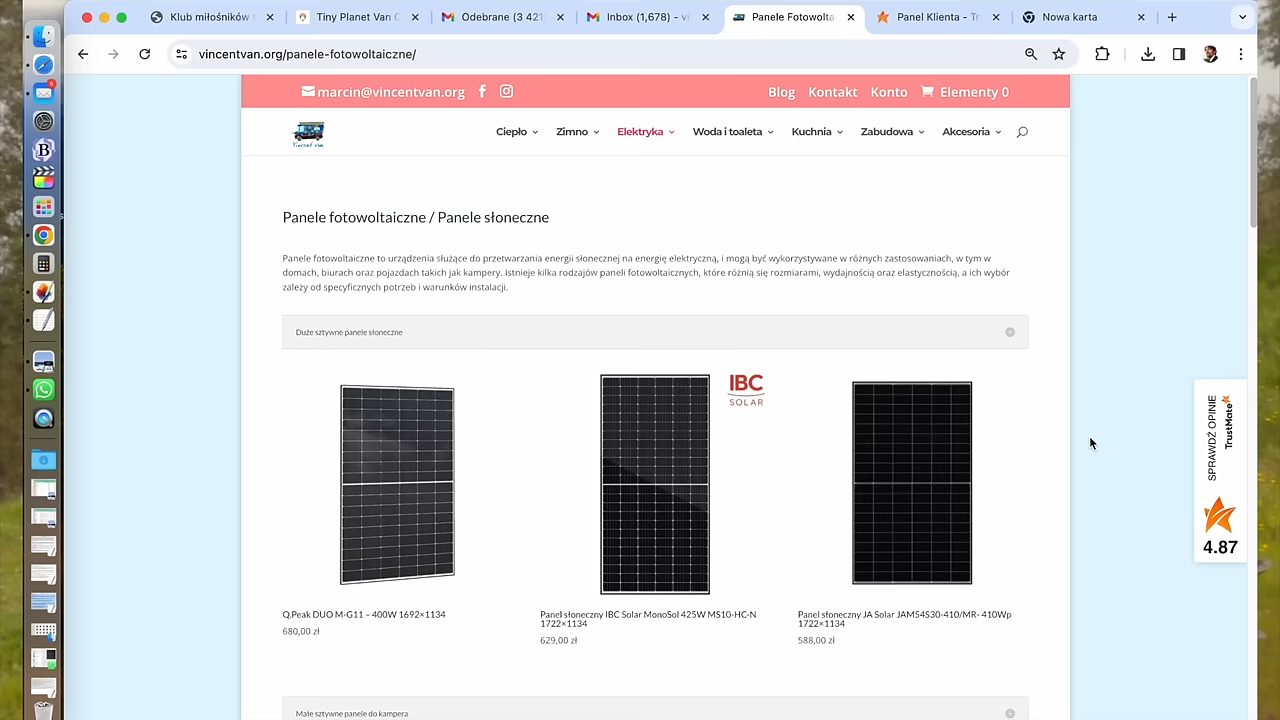 Klub miłośników
Tiny Planet Van C
Odebrane (3 421
Inbox (1,678) - vi
Panele Fotowolta
Panel Klienta - Tr
Nowa karta
vincentvan.org/panele-fotowoltaiczne/
marcin@vincentvan.org
Blog Kontakt Konto Elementy 0
Vincent van
Ciepło Zimno Elektryka Woda i toaleta Kuchnia Zabudowa Akcesoria
Panele fotowoltaiczne / Panele słoneczne
Panele fotowoltaiczne to urządzenia służące do przetwarzania energii słonecznej na energię elektryczną, i mogą być wykorzystywane w różnych zastosowaniach, w tym w
domach, biurach oraz pojazdach takich jak kampery. Istnieje kilka rodzajów paneli fotowoltaicznych, które różnią się rozmiarami, wydajnością oraz elastycznością, a ich wybór
zależy od specyficznych potrzeb i warunków instalacji.
Duże sztywne panele słoneczne
IBC
SOLAR
Q.Peak DUO M-G11 – 400W 1692×1134
680,00 zł
Panel słoneczny IBC Solar MonoSol 425W MS10-HC-N
1722×1134
629,00 zł
Panel słoneczny JA Solar JAM54S30-410/MR- 410Wp
1722×1134
588,00 zł
Małe sztywne panele do kampera
SPRAWDŹ OPINIE
TrustMate
4.87